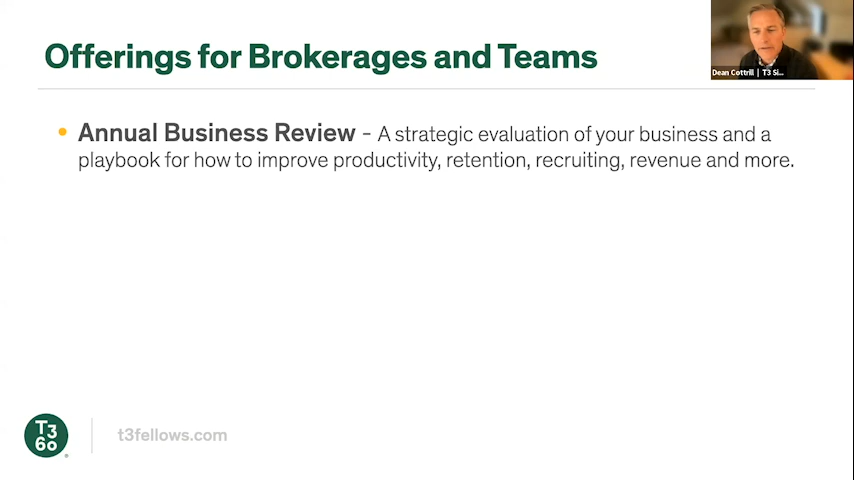 Offerings for Brokerages and Teams
Dean Cottrill | T3 Si...
• Annual Business Review - A strategic evaluation of your business and a
playbook for how to improve productivity, retention, recruiting, revenue and more.
T3
60
t3fellows.com